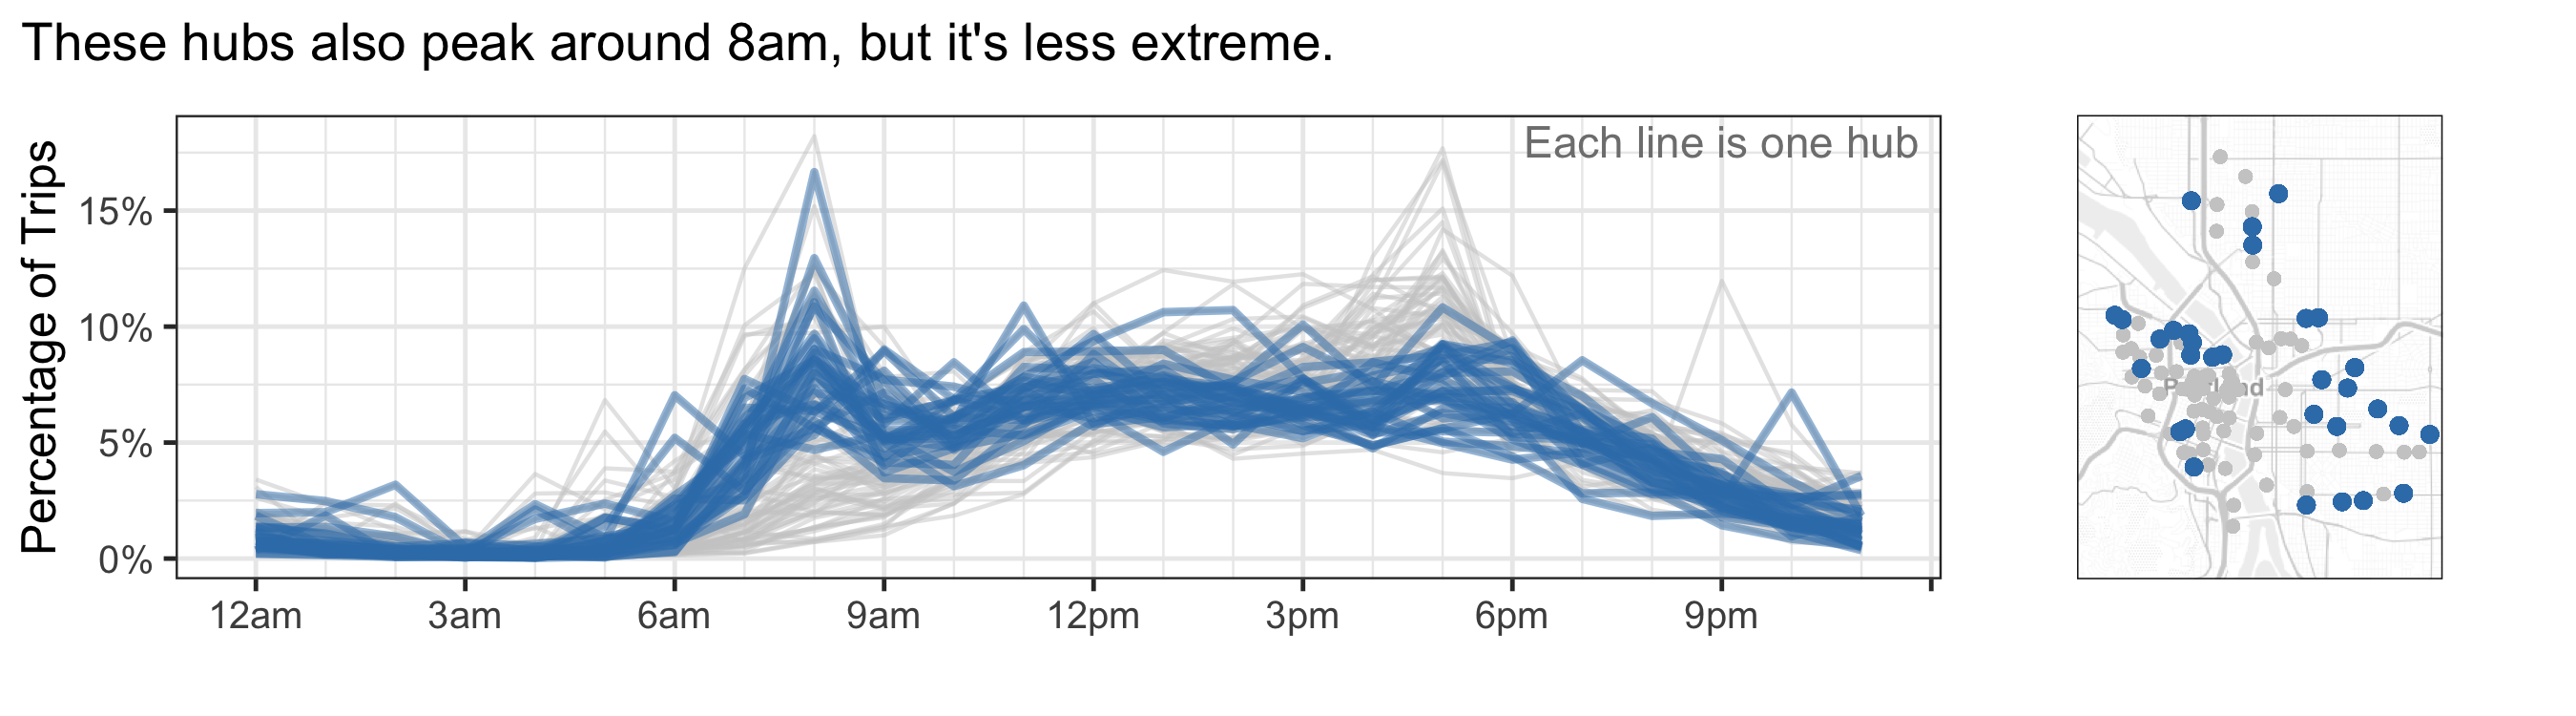 These hubs also peak around 8am, but it's less extreme.
Each line is one hub
Percentage of Trips
15%
10%
5%
0%
12am 3am 6am 9am 12pm 3pm 6pm 9pm